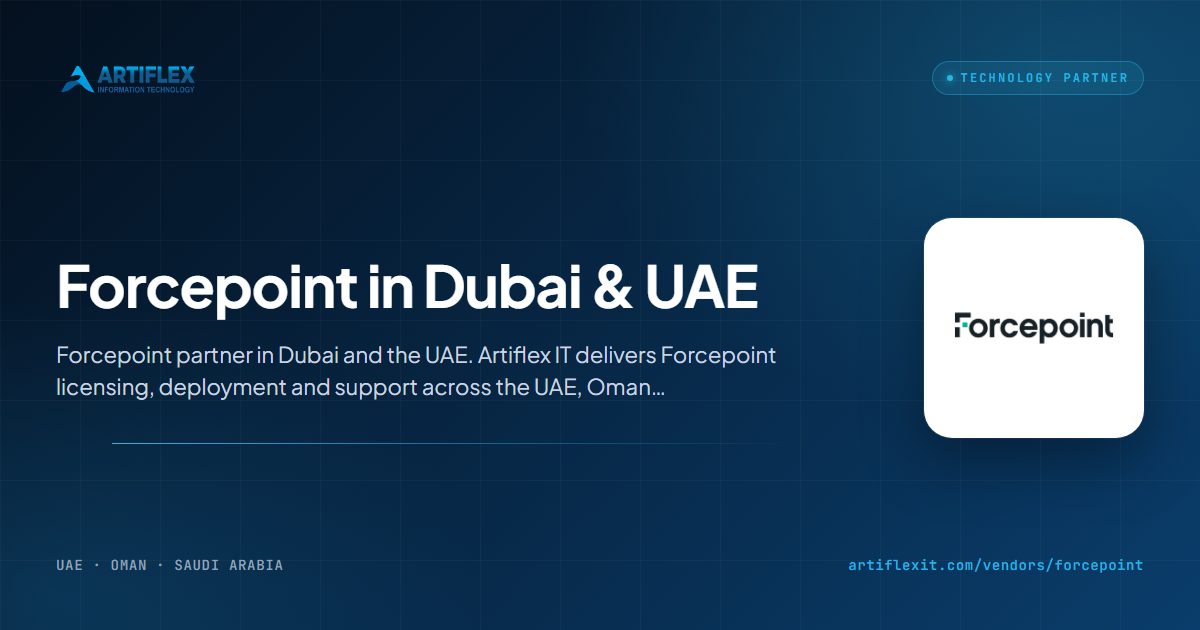 ARTIFLEX
INFORMATION TECHNOLOGY
TECHNOLOGY PARTNER
Forcepoint in Dubai & UAE
Forcepoint partner in Dubai and the UAE. Artiflex IT delivers Forcepoint
licensing, deployment and support across the UAE, Oman...
Forcepoint
UAE · OMAN · SAUDI ARABIA
artiflexit.com/vendors/forcepoint